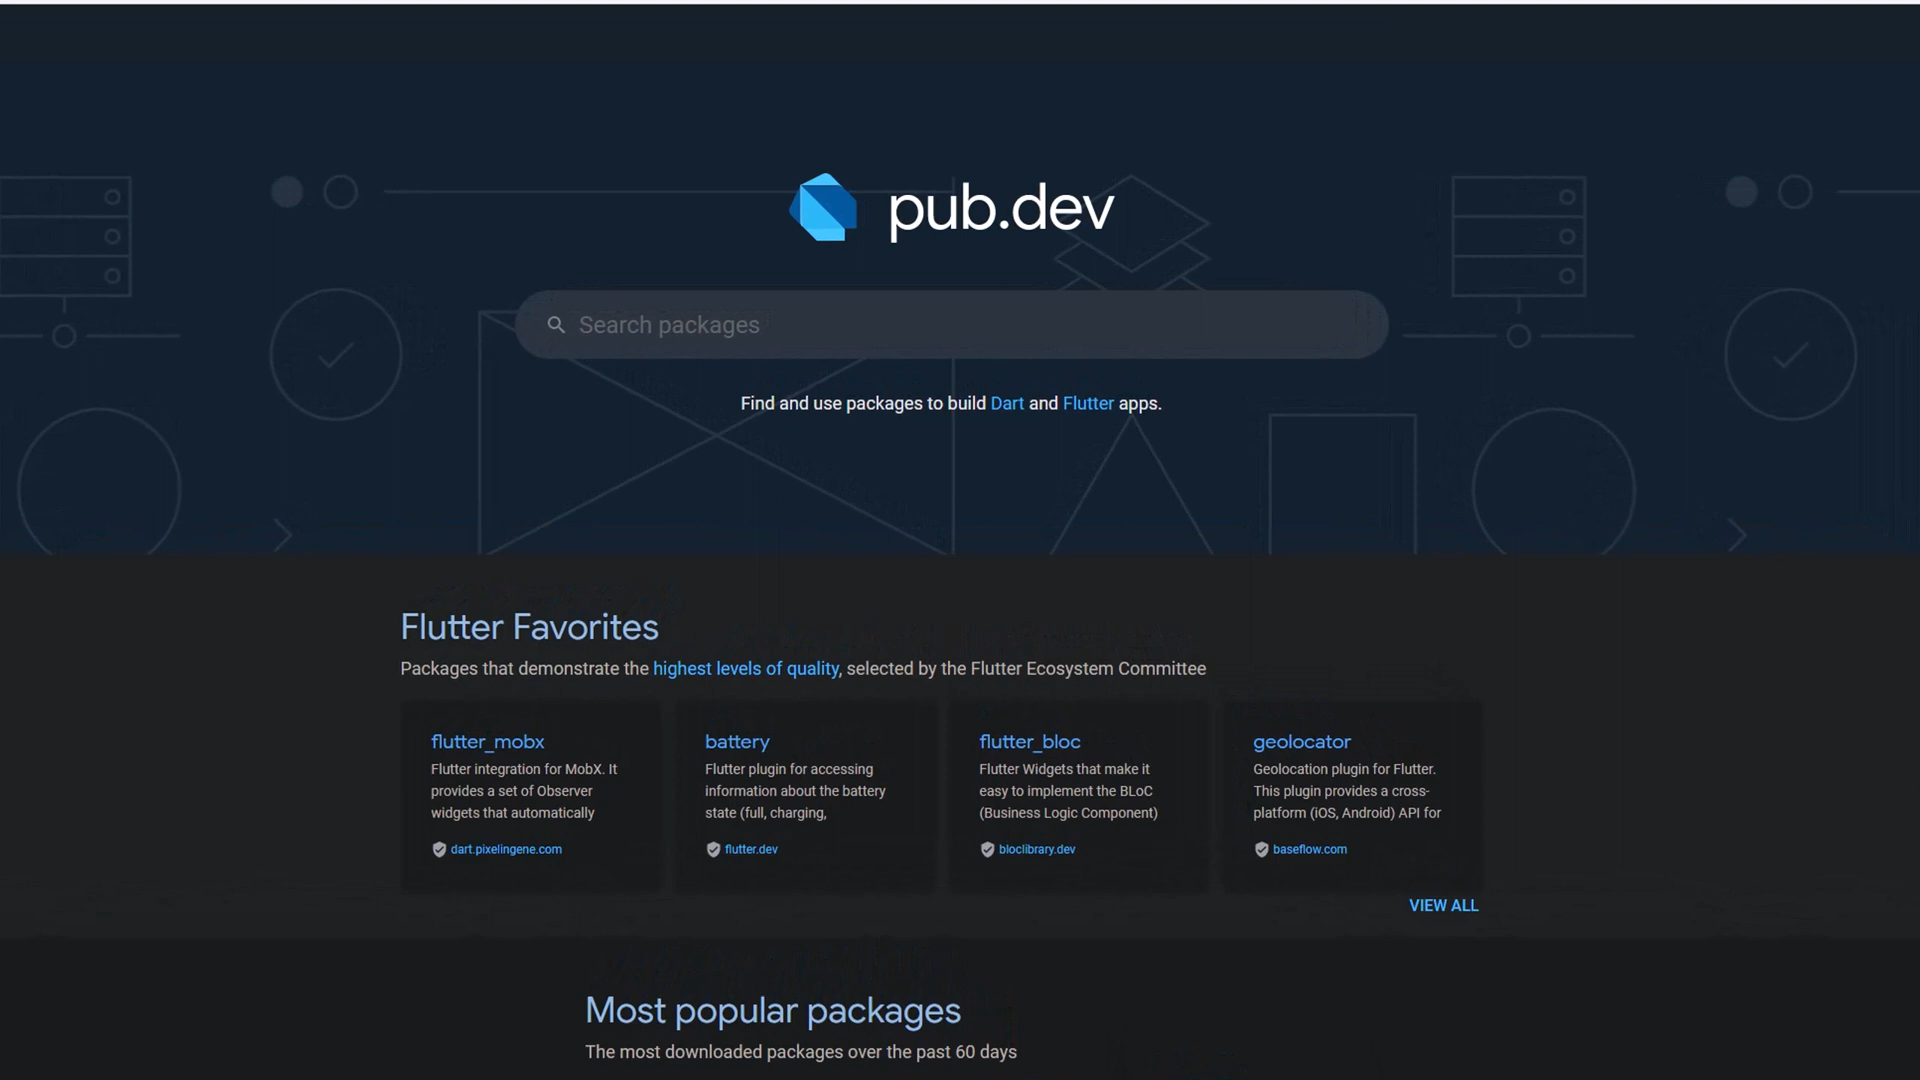 pub.dev
Search packages
Find and use packages to build Dart and Flutter apps.
Flutter Favorites
Packages that demonstrate the highest levels of quality, selected by the Flutter Ecosystem Committee
flutter_mobx
Flutter integration for MobX. It
provides a set of Observer
widgets that automatically
dart.pixelingene.com
battery
Flutter plugin for accessing
information about the battery
state (full, charging,
flutter.dev
flutter_bloc
Flutter Widgets that make it
easy to implement the BLoC
(Business Logic Component)
bloclibrary.dev
geolocator
Geolocation plugin for Flutter.
This plugin provides a cross-
platform (iOS, Android) API for
baseflow.com
VIEW ALL
Most popular packages
The most downloaded packages over the past 60 days